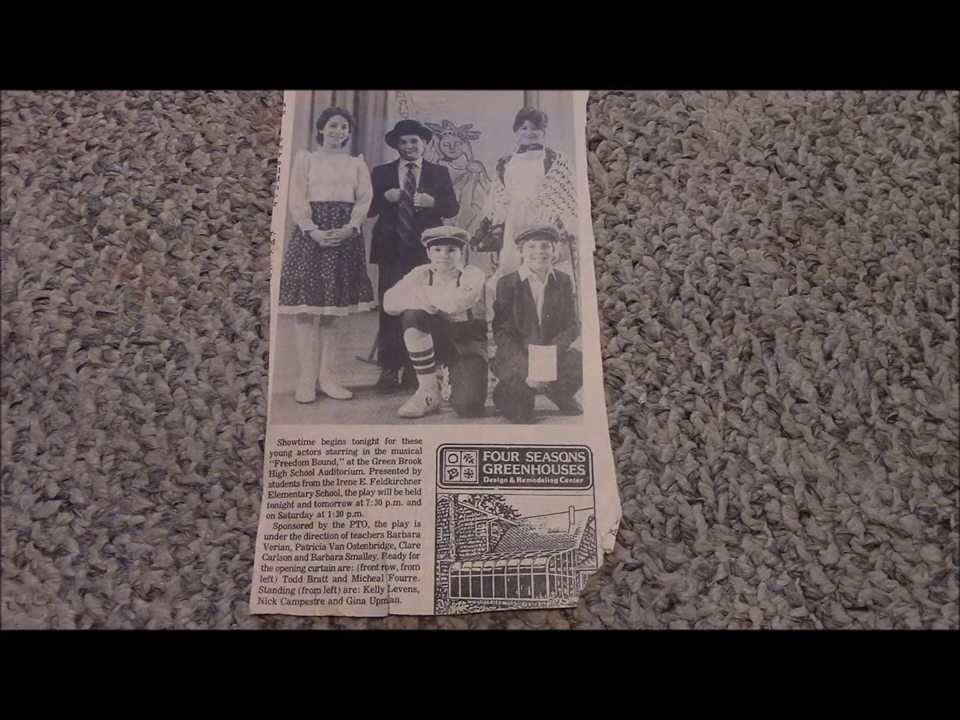 Showtime begins tonight for these
young actors starring in the musical
"Freedom Bound," at the Green Brook
High School Auditorium. Presented by
students from the Irene E. Feldkirchner
Elementary School, the play will be held
tonight and tomorrow at 7:30 p.m. and
on Saturday at 1:30 p.m.
Sponsored by the PTO, the play is
under the direction of teachers Barbara
Verian, Patricia Van Ostenbridge, Clare
Carlson and Barbara Smalley. Ready for
the opening curtain are: (front row, from
left) Todd Bratt and Micheal Fourre.
Standing (from left) are: Kelly Levens,
Nick Campestre and Gina Upman.
FOUR SEASONS
GREENHOUSES
Design & Remodeling Center